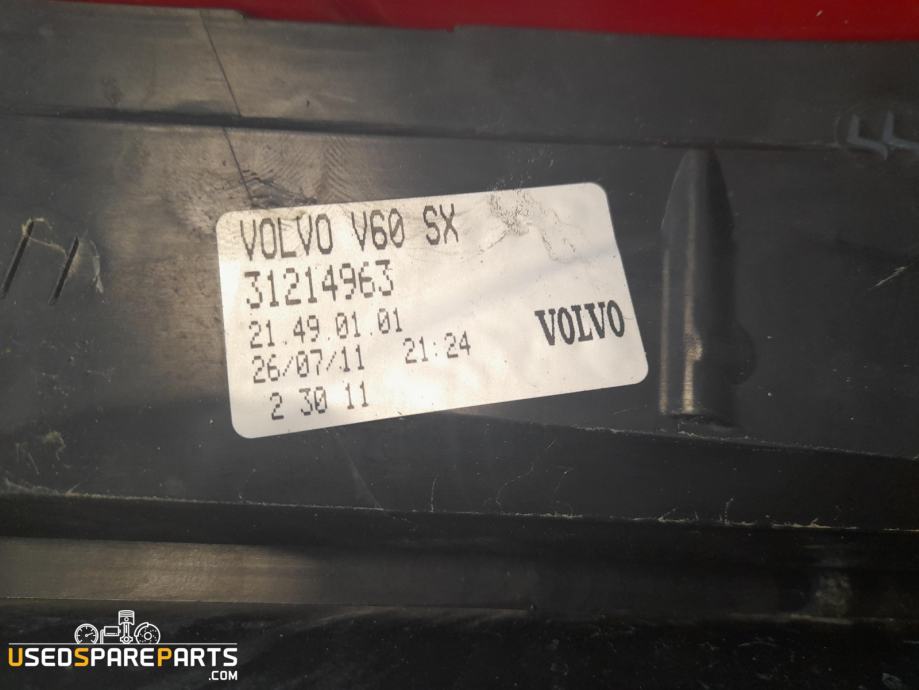 VOLVO V60 SX
31214963
21.49.01.01
26/07/11 21:24
2 30 11
VOLVO
USEDSPAREPARTS
.COM